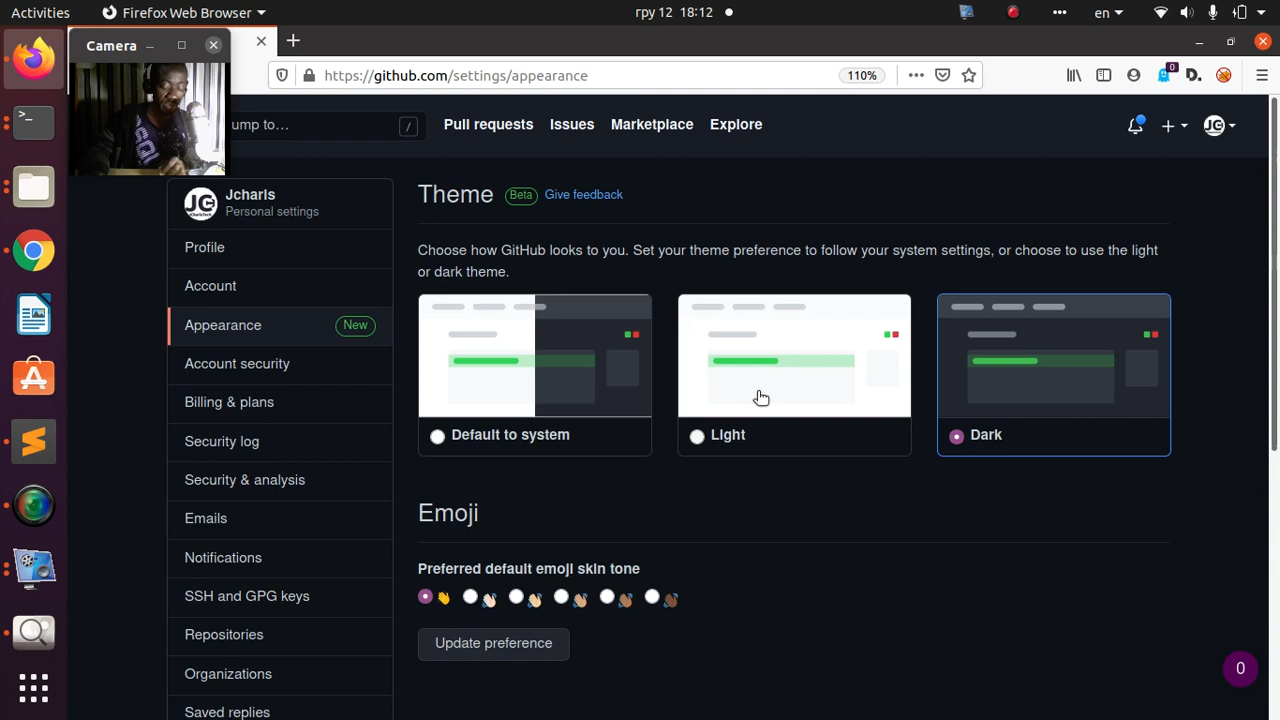 Activities
Firefox Web Browser
гру 12 18:12
en
Camera
https://github.com/settings/appearance
110%
0
D.
ump to...
/
Pull requests
Issues
Marketplace
Explore
JC
JC
Jcharis
Personal settings
Profile
Account
Appearance
New
Account security
Billing & plans
Security log
Security & analysis
Emails
Notifications
SSH and GPG keys
Repositories
Organizations
Saved replies
Theme
Beta
Give feedback
Choose how GitHub looks to you. Set your theme preference to follow your system settings, or choose to use the light
or dark theme.
Default to system
Light
Dark
Emoji
Preferred default emoji skin tone
Update preference
0